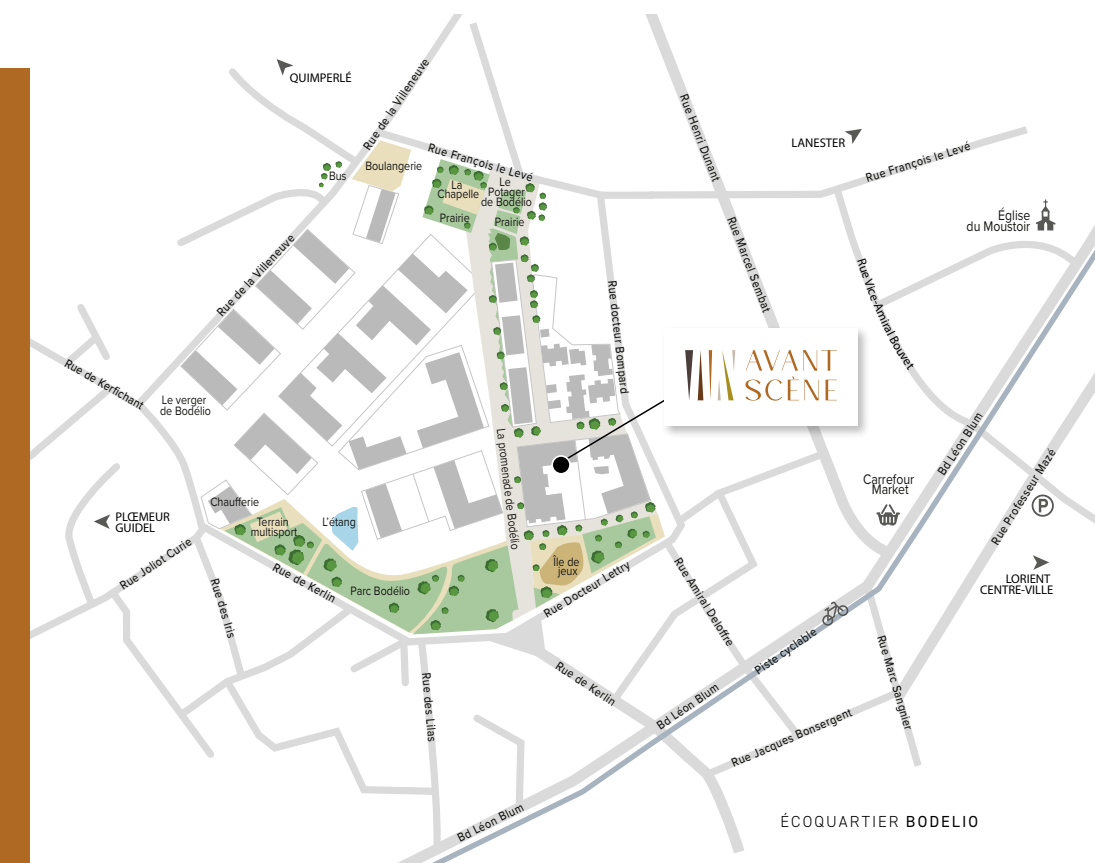 QUIMPERLÉ
Rue de la Villeneuve
Rue François le Levé
Rue Henri Dunant
LANESTER
Rue François le Levé
Boulangerie
Bus
La
Chapelle
Le
Potager
de Bodélio
Prairie
Prairie
Église
du Moustoir
Rue Marcel Sembat
Rue de la Villeneuve
Rue docteur Bompard
Rue Vice-Amiral Bouvet
AVANT
SCÈNE
Rue de Kerfichant
Le verger
de Bodélio
La promenade de Bodélio
Bd Léon Blum
Carrefour
Market
Rue Professeur Mazé
P
Chaufferie
PLŒMEUR
GUIDEL
Terrain
multisport
L'étang
Rue Joliot Curie
Île de
jeux
Rue de Kerlin
Parc Bodélio
Rue Docteur Lettry
Rue des Iris
Rue Amiral Deloffre
LORIENT
CENTRE-VILLE
Piste cyclable
Rue de Kerlin
Rue Marc Sangnier
Rue des Lilas
Bd Léon Blum
Rue Jacques Bonsergent
Bd Léon Blum
ÉCOQUARTIER BODELIO